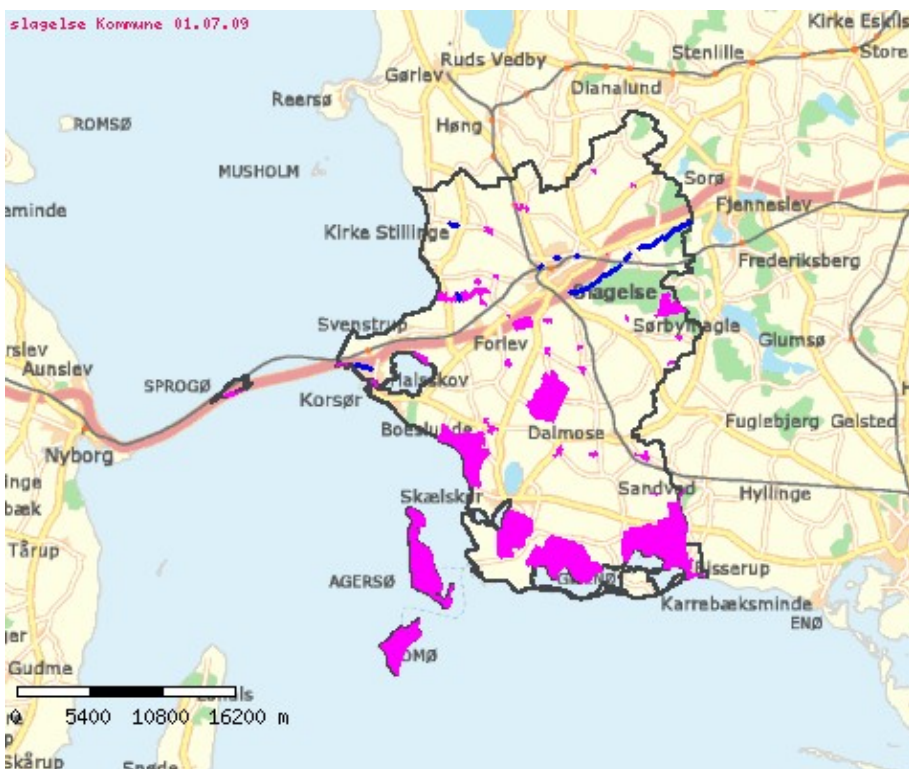 slagelse Kommune 01.07.09
Kirke Eskils
Ruds Vedby
Stenlille
Store
Gørlev
Dianalund
Reersø
Høng
ROMSØ
MUSHOLM
Sorø
eminde
Fjenneslev
Kirke Stillinge
Frederiksberg
Slagelse
Svenstrup
Sørbymagle
rslev
Forlev
Glumsø
Aunslev
SPROGØ
Halsskov
Korsør
Boeslunde
Fuglebjerg
Gelsted
Dalmose
Nyborg
inge
Sandved
Hyllinge
Skælskør
bæk
Tårup
AGERSØ
Bisserup
Karrebæksminde
ENØ
ger
OMØ
Gudme
0 5400 10800 16200 m
skårup